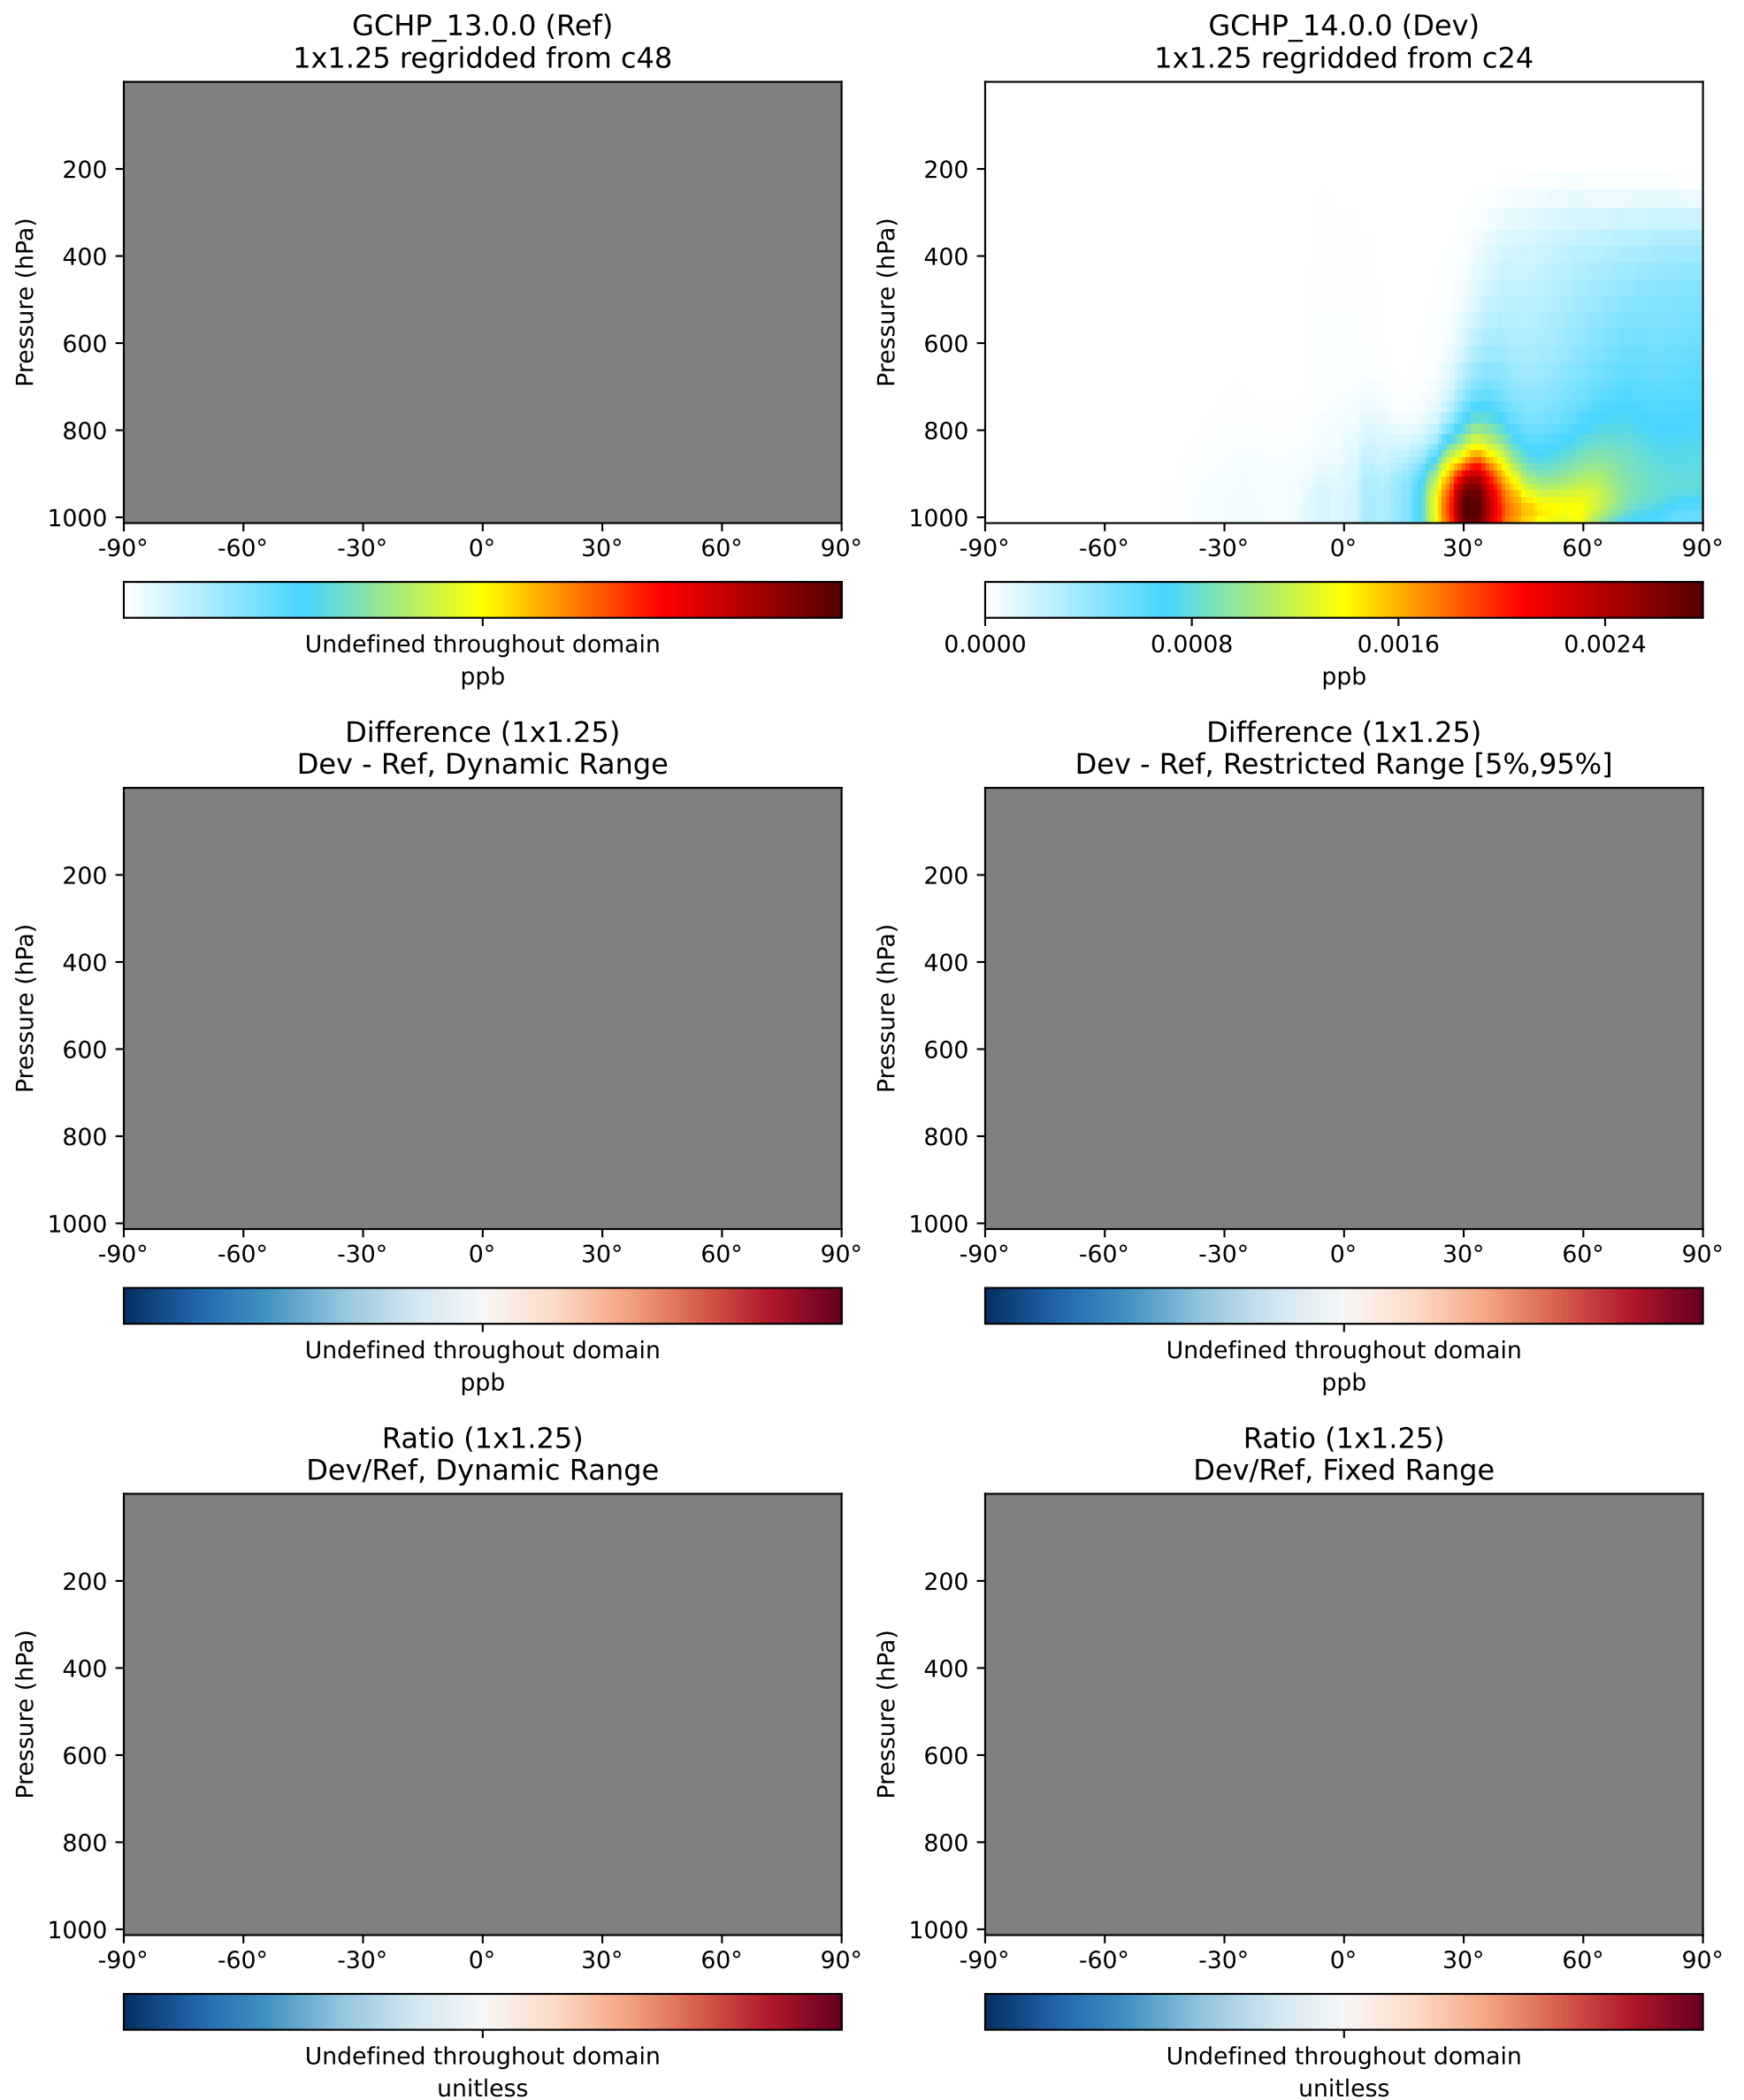 GCHP_13.0.0 (Ref)
1x1.25 regridded from c48
Pressure (hPa)
200
400
600
800
1000
-90° -60° -30° 0° 30° 60° 90°
Undefined throughout domain
ppb
GCHP_14.0.0 (Dev)
1x1.25 regridded from c24
Pressure (hPa)
200
400
600
800
1000
-90° -60° -30° 0° 30° 60° 90°
0.0000 0.0008 0.0016 0.0024
ppb
Difference (1x1.25)
Dev - Ref, Dynamic Range
Pressure (hPa)
200
400
600
800
1000
-90° -60° -30° 0° 30° 60° 90°
Undefined throughout domain
ppb
Difference (1x1.25)
Dev - Ref, Restricted Range [5%,95%]
Pressure (hPa)
200
400
600
800
1000
-90° -60° -30° 0° 30° 60° 90°
Undefined throughout domain
ppb
Ratio (1x1.25)
Dev/Ref, Dynamic Range
Pressure (hPa)
200
400
600
800
1000
-90° -60° -30° 0° 30° 60° 90°
Undefined throughout domain
unitless
Ratio (1x1.25)
Dev/Ref, Fixed Range
Pressure (hPa)
200
400
600
800
1000
-90° -60° -30° 0° 30° 60° 90°
Undefined throughout domain
unitless